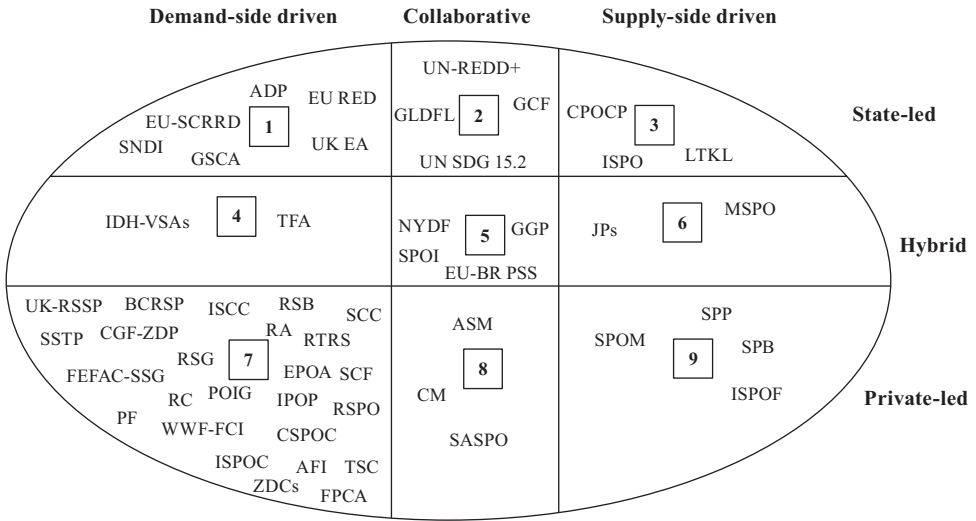 Demand-side driven Collaborative Supply-side driven
State-led
ADP
EU RED
EU-SCRRD
1
SNDI
GSCA
UK EA
UN-REDD+
GLDFL
2
GCF
UN SDG 15.2
CPOCP
3
ISPO
LTKL
Hybrid
IDH-VSAs
4
TFA
NYDF
5
GGP
SPOI
EU-BR PSS
JPs
6
MSPO
Private-led
UK-RSSP
BCRSP
ISCC
RSB
SCC
SSTP
CGF-ZDP
RA
RTRS
RSG
7
FEFAC-SSG
EPOA
SCF
RC
POIG
IPOP
RSPO
PF
WWF-FCI
CSPOC
ISPOC
AFI
TSC
ZDCs
FPCA
ASM
8
CM
SASPO
SPP
SPOM
9
SPB
ISPOF